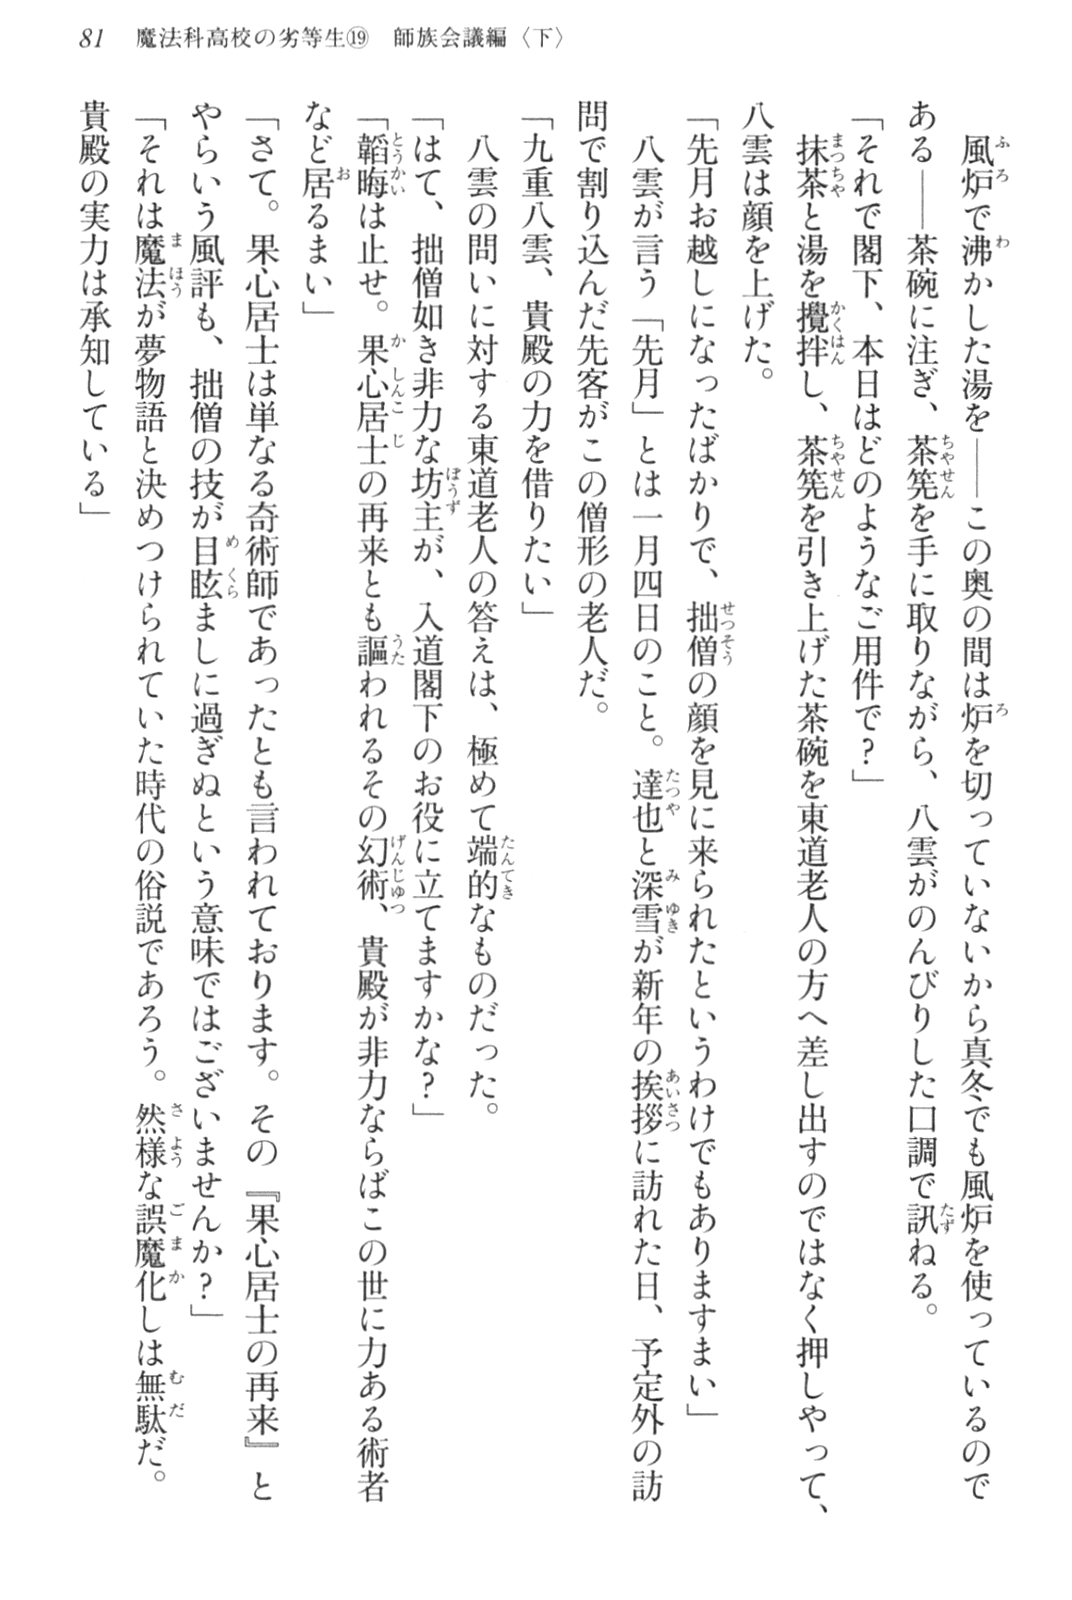 81　魔法科高校の劣等生⑲　師族会議編〈下〉
　風炉で沸かした湯を――この奥の間は炉を切っていないから真冬でも風炉を使っているので
ある――茶碗に注ぎ、茶筅を手に取りながら、八雲がのんびりした口調で訊ねる。
「それで閣下、本日はどのようなご用件で？」
　抹茶と湯を攪拌し、茶筅を引き上げた茶碗を東道老人の方へ差し出すのではなく押しやって、
八雲は顔を上げた。
「先月お越しになったばかりで、拙僧の顔を見に来られたというわけでもありますまい」
　八雲が言う「先月」とは一月四日のこと。達也と深雪が新年の挨拶に訪れた日、予定外の訪
問で割り込んだ先客がこの僧形の老人だ。
「九重八雲、貴殿の力を借りたい」
　八雲の問いに対する東道老人の答えは、極めて端的なものだった。
「はて、拙僧如き非力な坊主が、入道閣下のお役に立てますかな？」
「韜晦は止せ。果心居士の再来とも謳われるその幻術、貴殿が非力ならばこの世に力ある術者
など居るまい」
「さて。果心居士は単なる奇術師であったとも言われております。その『果心居士の再来』と
やらいう風評も、拙僧の技が目眩ましに過ぎぬという意味ではございませんか？」
「それは魔法が夢物語と決めつけられていた時代の俗説であろう。然様な誤魔化しは無駄だ。
貴殿の実力は承知している」